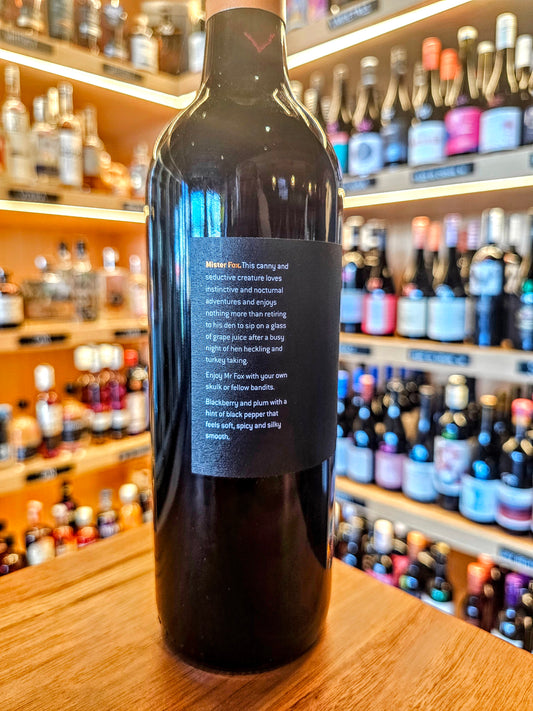 Mister Fox. This canny and
seductive creature loves
instinctive and nocturnal
adventures and enjoys
nothing more than retiring
to his den to sip on a glass
of grape juice after a busy
night of hen heckling and
turkey taking.
Enjoy Mr Fox with your own
skulk or fellow bandits.
Blackberry and plum with a
hint of black pepper that
feels soft, spicy and silky
smooth.